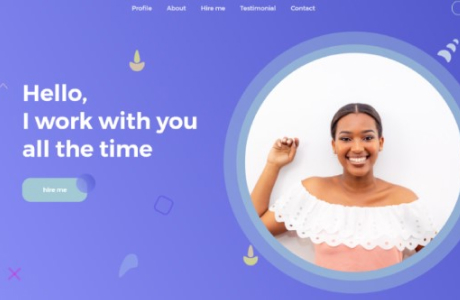 Profile
About
Hire me
Testimonial
Contact
Hello,
I work with you
all the time
hire me